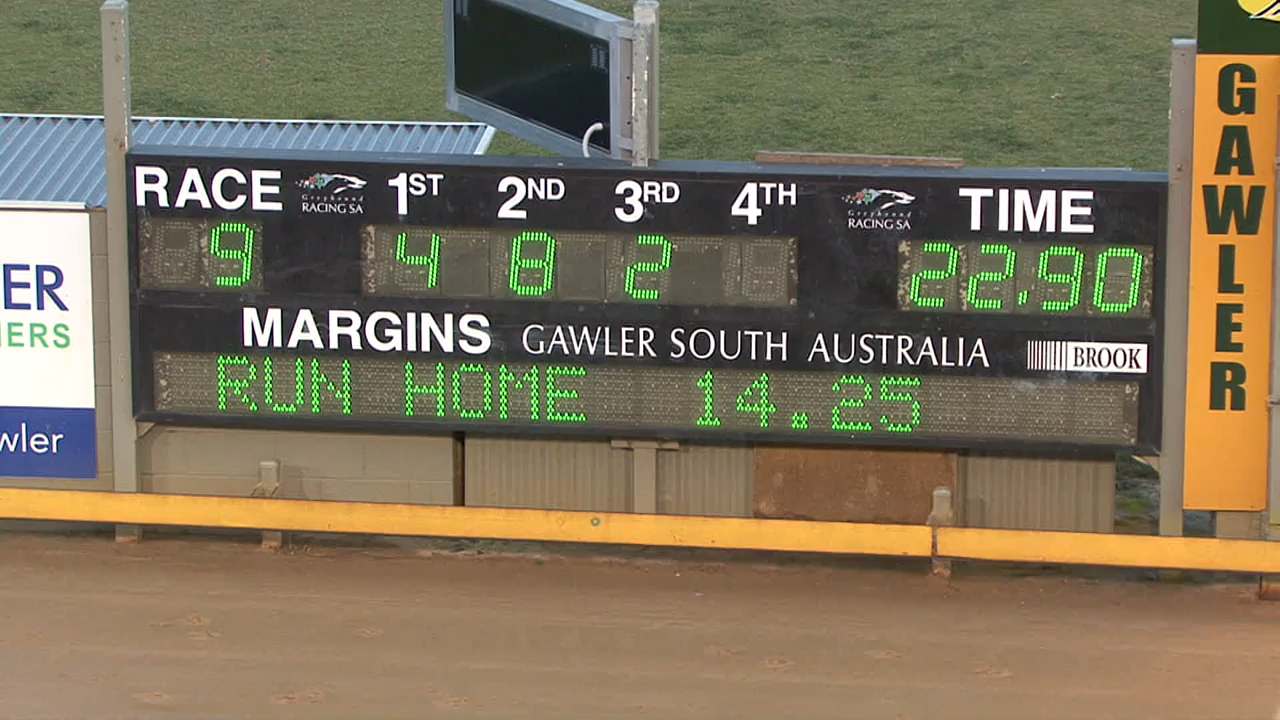 RACE Greyhound RACING SA 1ST 2ND 3RD 4TH Greyhound RACING SA TIME
9 4 8 2 22.90
MARGINS GAWLER SOUTH AUSTRALIA BROOK
RUN HOME 14.25
GAWLER
ER
IERS
wler